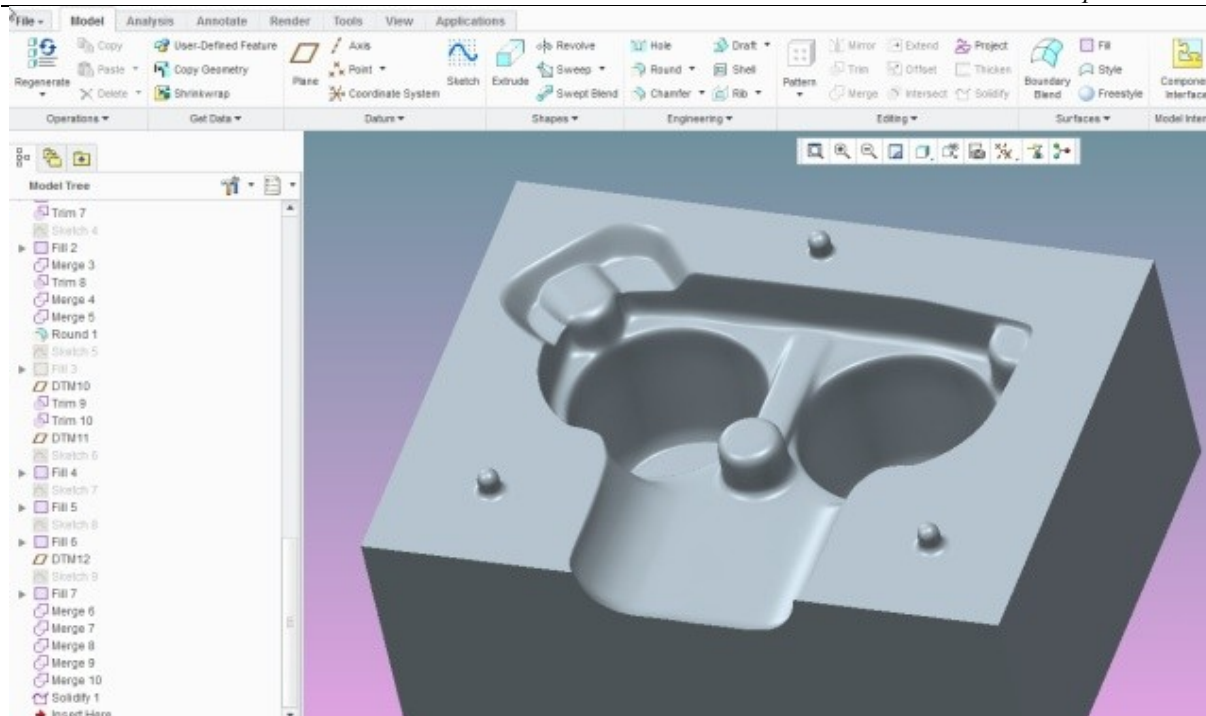 File Model Analysis Annotate Render Tools View Applications
Copy User-Defined Feature Axis Revolve Hole Draft Mirror Extend Project Fill
Regenerate Paste Copy Geometry Plane Point Sketch Extrude Sweep Round Shell Pattern Trim Offset Thicken Boundary Blend Style
Delete Shrinkwrap Coordinate System Swept Blend Chamfer Rib Merge Intersect Solidify Freestyle
Operations Get Data Datum Shapes Engineering Editing Surfaces
Model Tree
Trim 7
Sketch 4
Fill 2
Merge 3
Trim 8
Merge 4
Merge 5
Round 1
Sketch 5
Fill 3
DTM10
Trim 9
Trim 10
DTM11
Sketch 6
Fill 4
Sketch 7
Fill 5
Sketch 8
Fill 6
DTM12
Sketch 9
Fill 7
Merge 6
Merge 7
Merge 8
Merge 9
Merge 10
Solidify 1
Insert Here